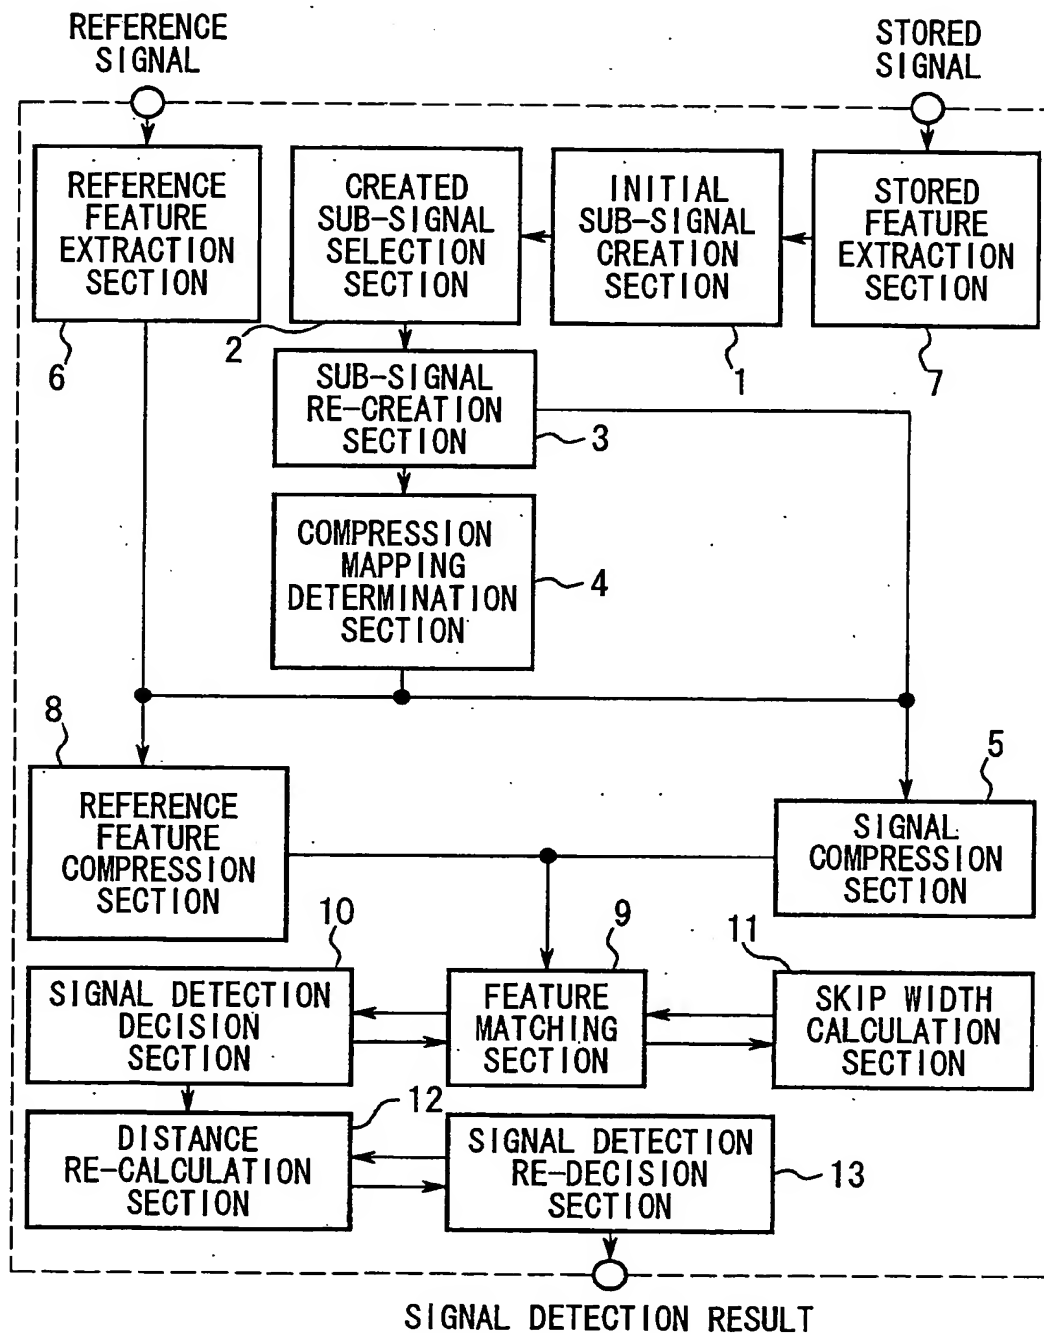 REFERENCE
SIGNAL
STORED
SIGNAL
REFERENCE
FEATURE
EXTRACTION
SECTION
CREATED
SUB-SIGNAL
SELECTION
SECTION
INITIAL
SUB-SIGNAL
CREATION
SECTION
STORED
FEATURE
EXTRACTION
SECTION
6
2
1
7
SUB-SIGNAL
RE-CREATION
SECTION
3
COMPRESSION
MAPPING
DETERMINATION
SECTION
4
8
5
REFERENCE
FEATURE
COMPRESSION
SECTION
SIGNAL
COMPRESSION
SECTION
10
9
11
SIGNAL DETECTION
DECISION
SECTION
FEATURE
MATCHING
SECTION
SKIP WIDTH
CALCULATION
SECTION
12
DISTANCE
RE-CALCULATION
SECTION
SIGNAL DETECTION
RE-DECISION
SECTION
13
SIGNAL DETECTION RESULT